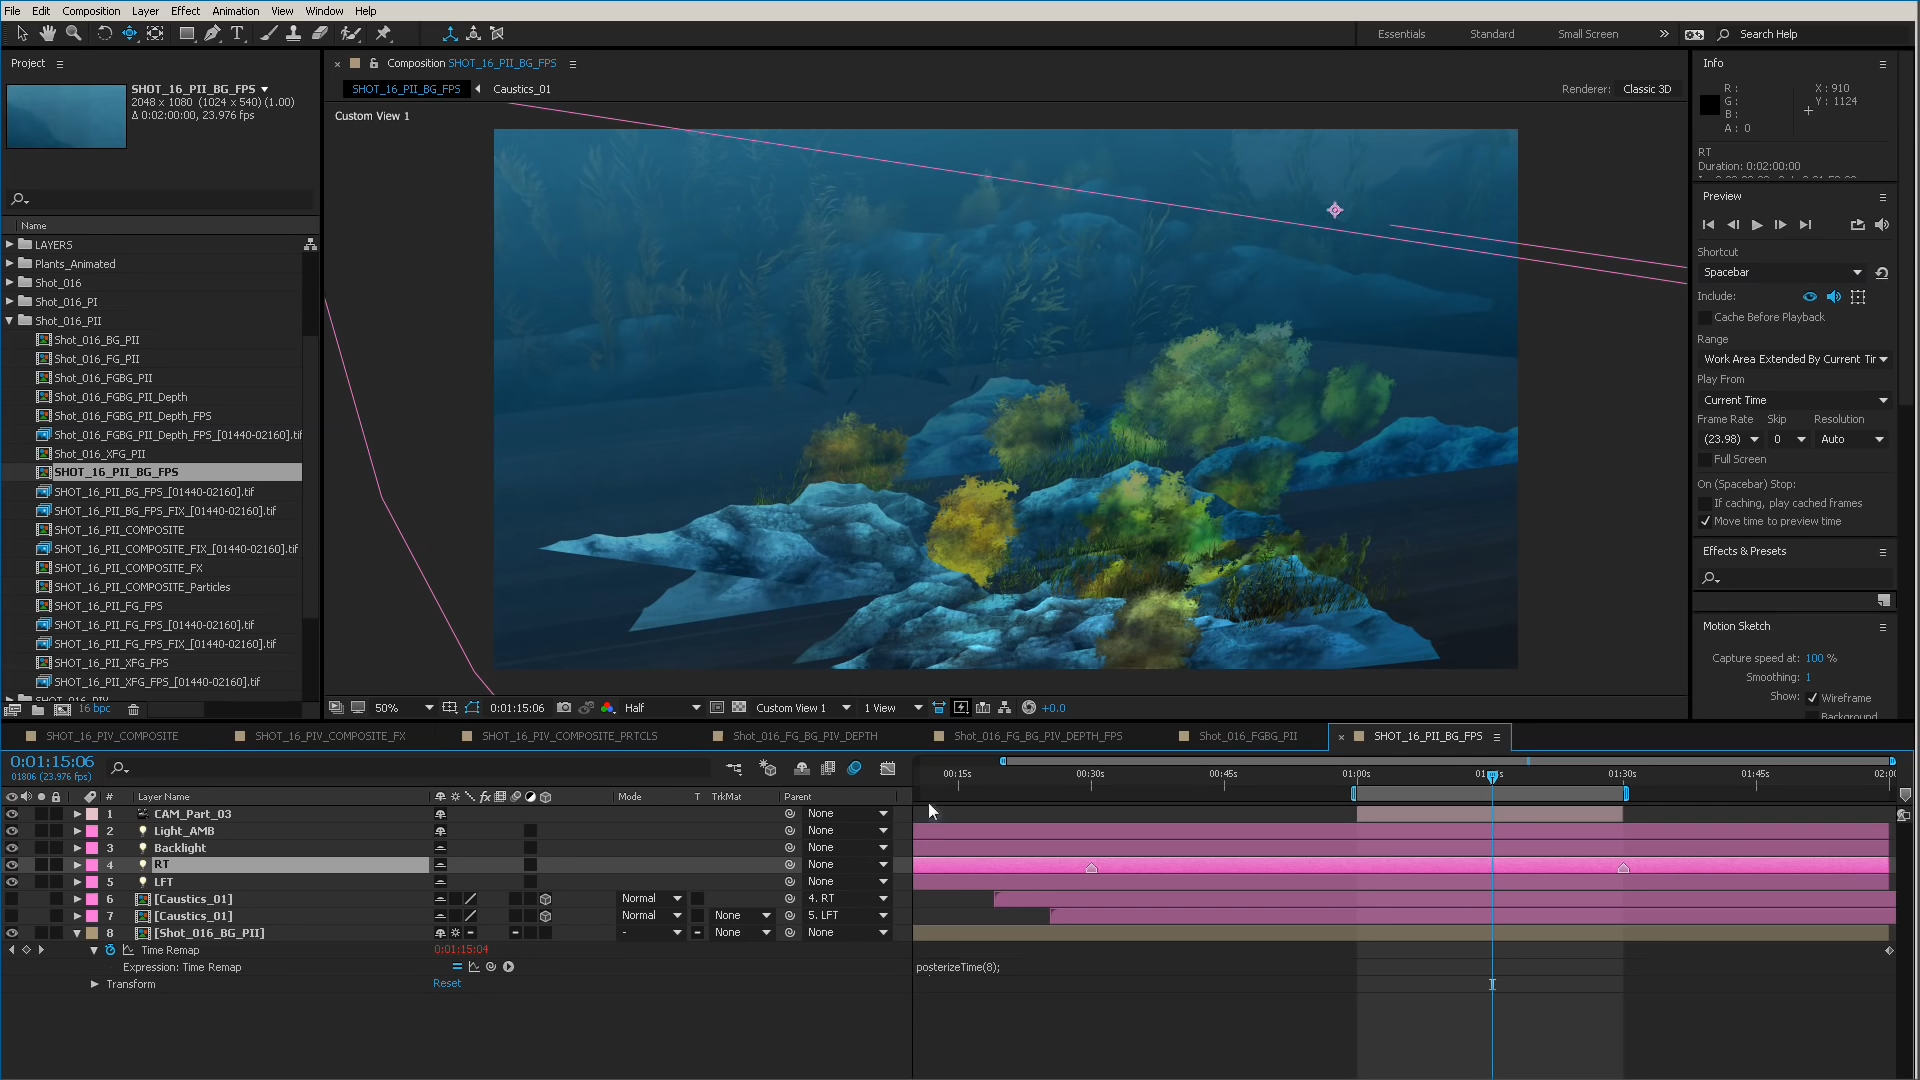 File Edit Composition Layer Effect Animation View Window Help
Essentials Standard Small Screen Search Help
Project
SHOT_16_PII_BG_FPS
2048 x 1080 (1024 x 540) (1.00)
Δ 0:02:00:00, 23.976 fps
Name
LAYERS
Plants_Animated
Shot_016
Shot_016_PI
Shot_016_PII
Shot_016_BG_PII
Shot_016_FG_PII
Shot_016_FGBG_PII
Shot_016_FGBG_PII_Depth
Shot_016_FGBG_PII_Depth_FPS
Shot_016_FGBG_PII_Depth_FPS_[01440-02160].tif
Shot_016_XFG_PII
SHOT_16_PII_BG_FPS
SHOT_16_PII_BG_FPS_[01440-02160].tif
SHOT_16_PII_BG_FPS_FIX_[01440-02160].tif
SHOT_16_PII_COMPOSITE
SHOT_16_PII_COMPOSITE_FIX_[01440-02160].tif
SHOT_16_PII_COMPOSITE_FX
SHOT_16_PII_COMPOSITE_Particles
SHOT_16_PII_FG_FPS
SHOT_16_PII_FG_FPS_[01440-02160].tif
SHOT_16_PII_FG_FPS_FIX_[01440-02160].tif
SHOT_16_PII_XFG_FPS
SHOT_16_PII_XFG_FPS_[01440-02160].tif
16 bpc
Composition SHOT_16_PII_BG_FPS
SHOT_16_PII_BG_FPS Caustics_01
Renderer: Classic 3D
Custom View 1
50% 0:01:15:06 Half Custom View 1 1 View +0.0
Info
R : X : 910
G : Y : 1124
B :
A : 0
RT
Duration: 0:02:00:00
Preview
Shortcut
Spacebar
Include:
Cache Before Playback
Range
Work Area Extended By Current Tir
Play From
Current Time
Frame Rate Skip Resolution
(23.98) 0 Auto
Full Screen
On (Spacebar) Stop:
If caching, play cached frames
Move time to preview time
Effects & Presets
Motion Sketch
Capture speed at: 100 %
Smoothing: 1
Show: Wireframe
Background
SHOT_16_PIV_COMPOSITE SHOT_16_PIV_COMPOSITE_FX SHOT_16_PIV_COMPOSITE_PRTCLS Shot_016_FG_BG_PIV_DEPTH Shot_016_FG_BG_PIV_DEPTH_FPS Shot_016_FGBG_PII SHOT_16_PII_BG_FPS
0:01:15:06
01806 (23.976 fps)
00:15s 00:30s 00:45s 01:00s 01:30s 01:45s
# Layer Name Mode T TrkMat Parent
1 CAM_Part_03 None
2 Light_AMB None
3 Backlight None
4 RT None
5 LFT None
6 [Caustics_01] Normal 4. RT
7 [Caustics_01] Normal None 5. LFT
8 [Shot_016_BG_PII] - None None
Time Remap 0:01:15:04
Expression: Time Remap posterizeTime(8);
Transform Reset